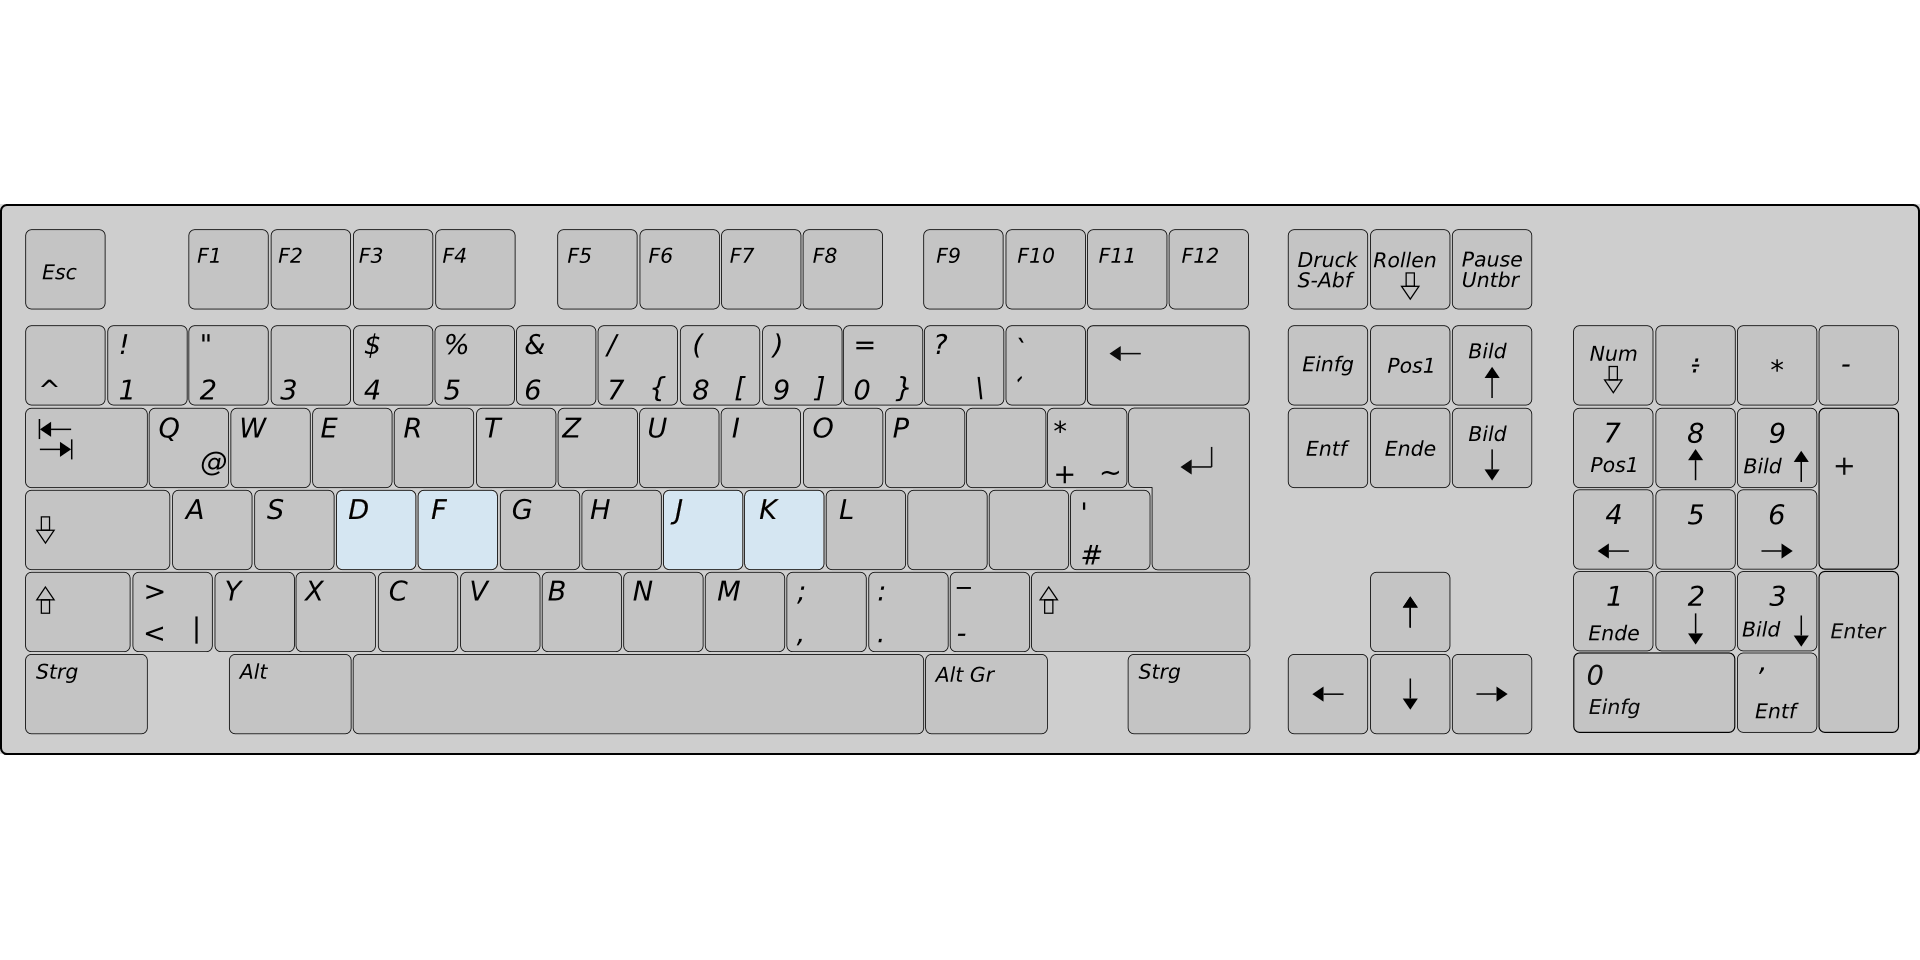 Esc F1 F2 F3 F4 F5 F6 F7 F8 F9 F10 F11 F12 Druck S-Abf Rollen Pause Untbr
^ ! 1 " 2 3 $ 4 % 5 & 6 / 7 { ( 8 [ ) 9 ] = 0 } ? \ ` ´ ← Einfg Pos1 Bild ↑ Num ÷ * -
Q @ W E R T Z U I O P * + ~ Entf Ende Bild ↓ 7 Pos1 8 ↑ 9 Bild ↑ +
A S D F G H J K L ' # 4 ← 5 6 →
> < | Y X C V B N M ; , : . _ - ↑ 1 Ende 2 ↓ 3 Bild ↓ Enter
Strg Alt Alt Gr Strg ← ↓ → 0 Einfg , Entf